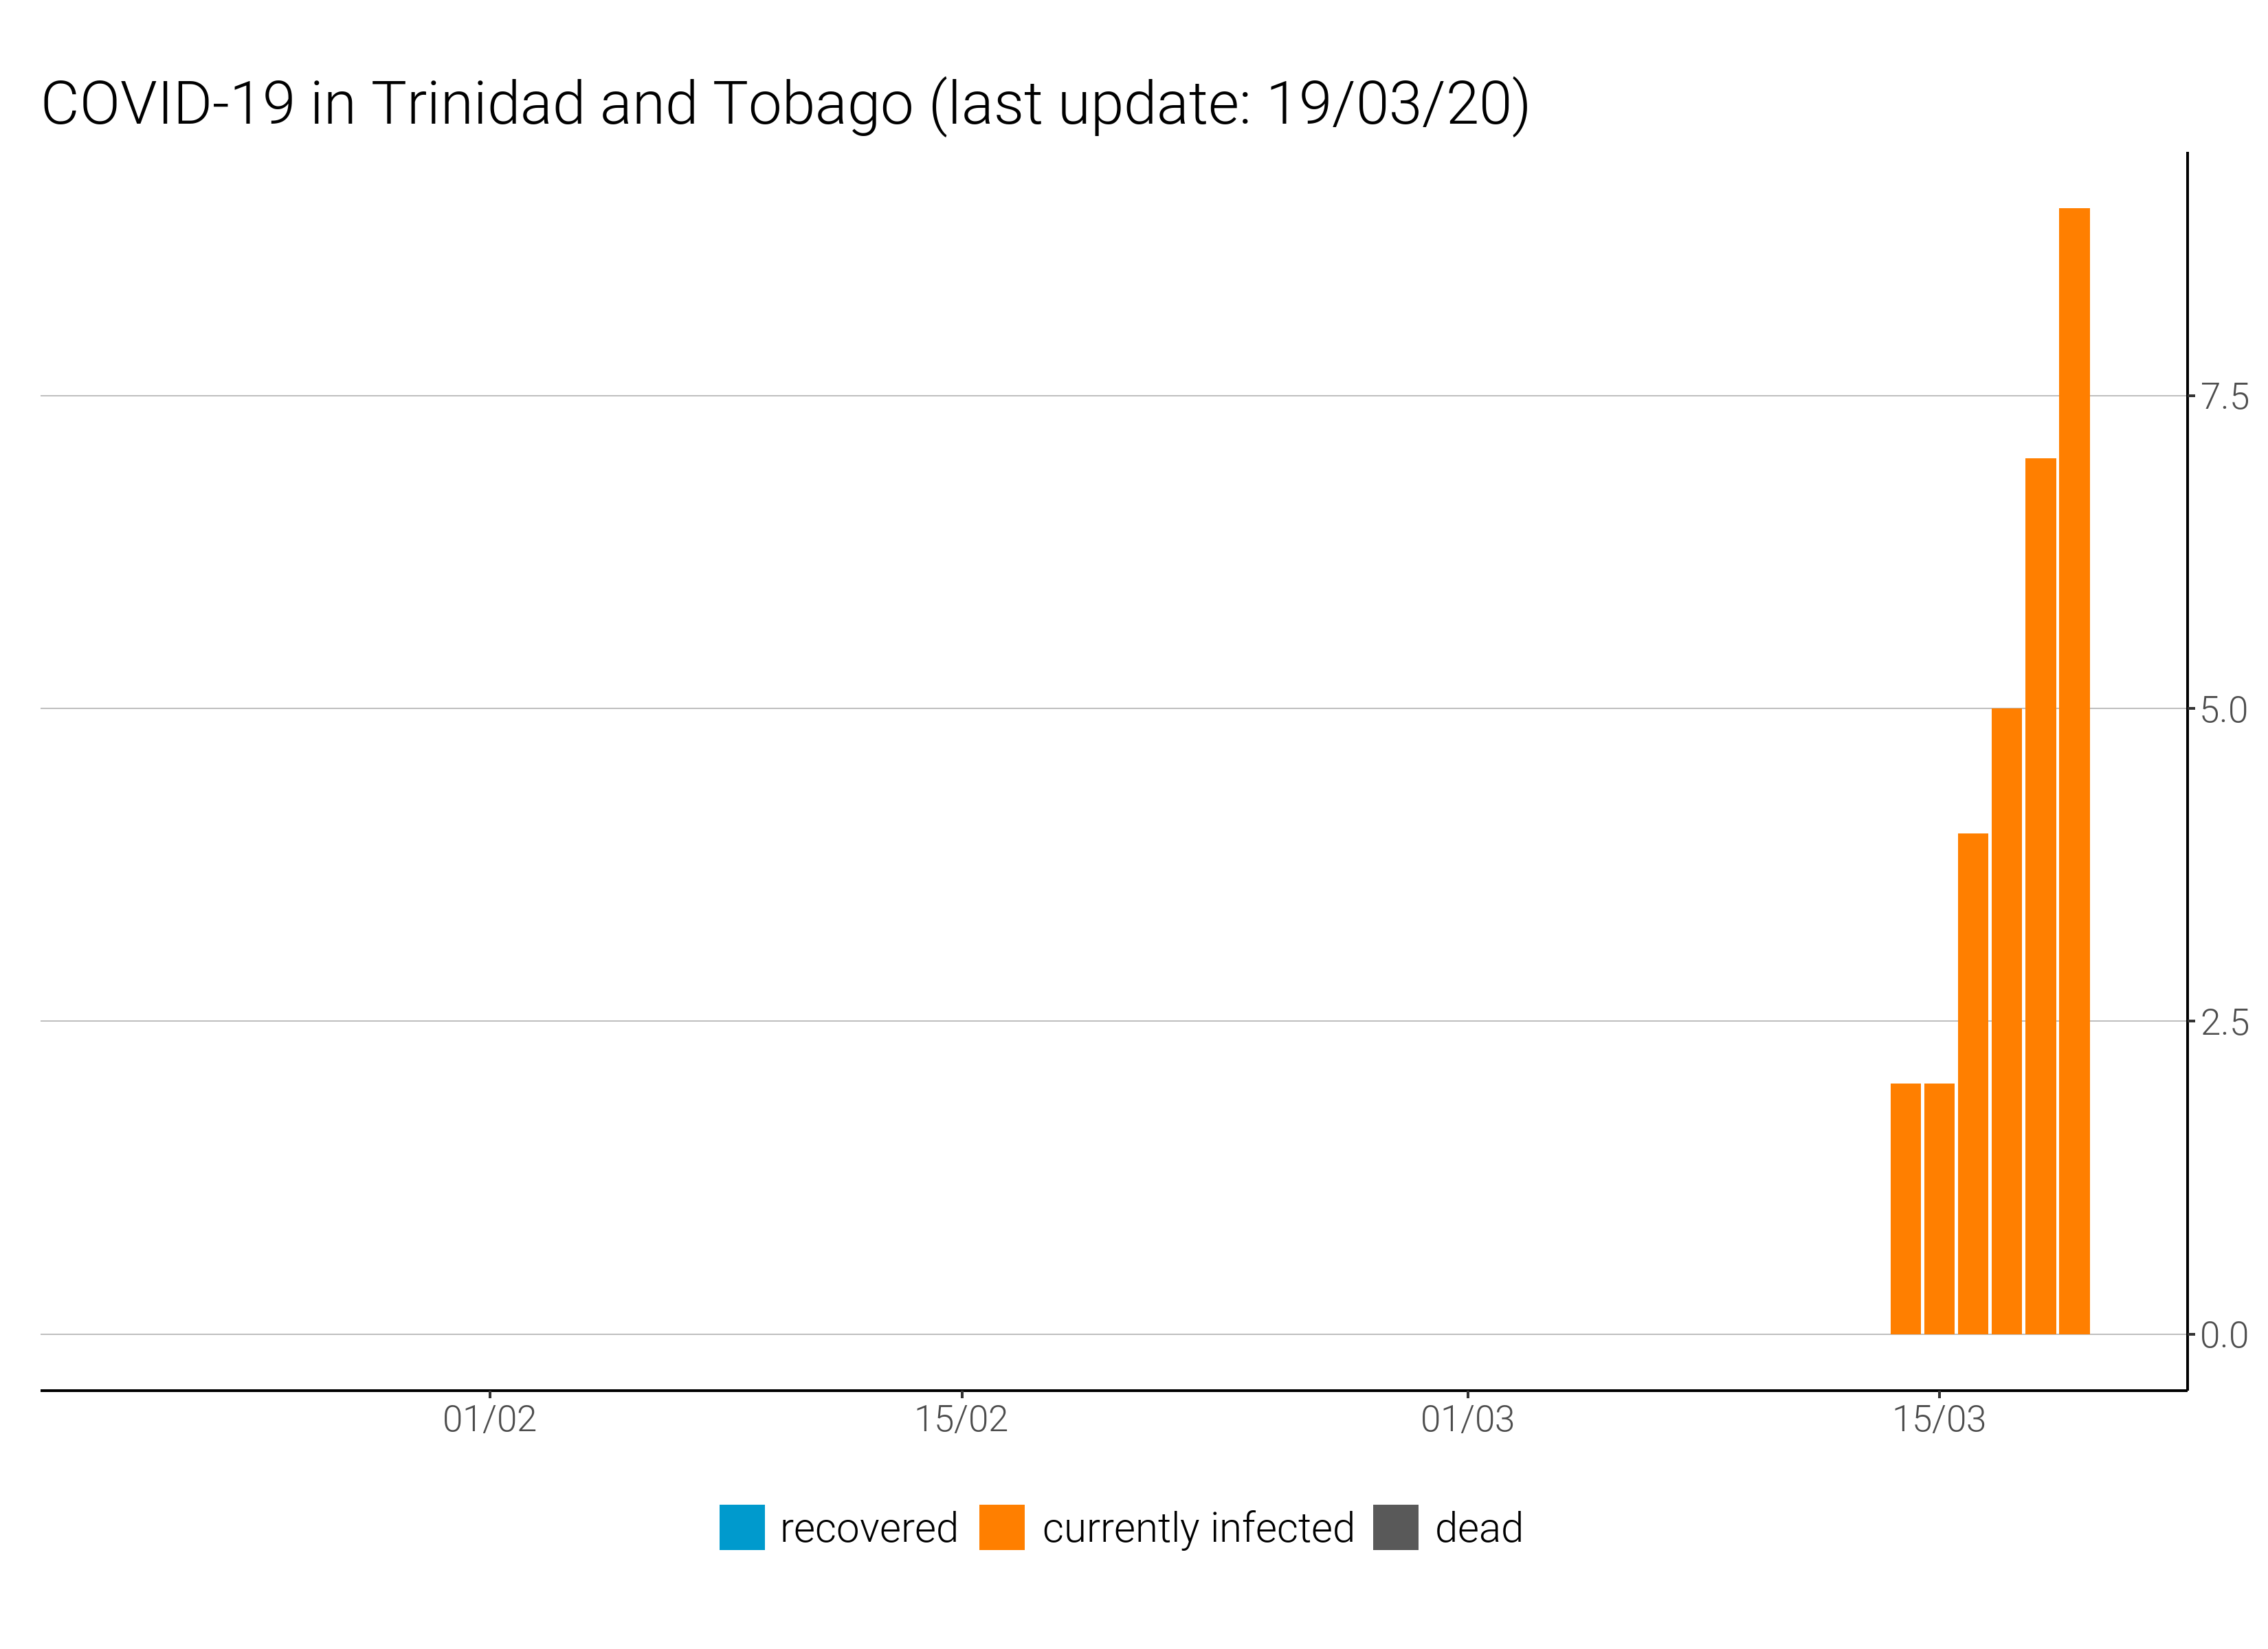 COVID-19 in Trinidad and Tobago (last update: 19/03/20)
7.5
5.0
2.5
0.0
01/02 15/02 01/03 15/03
recovered currently infected dead